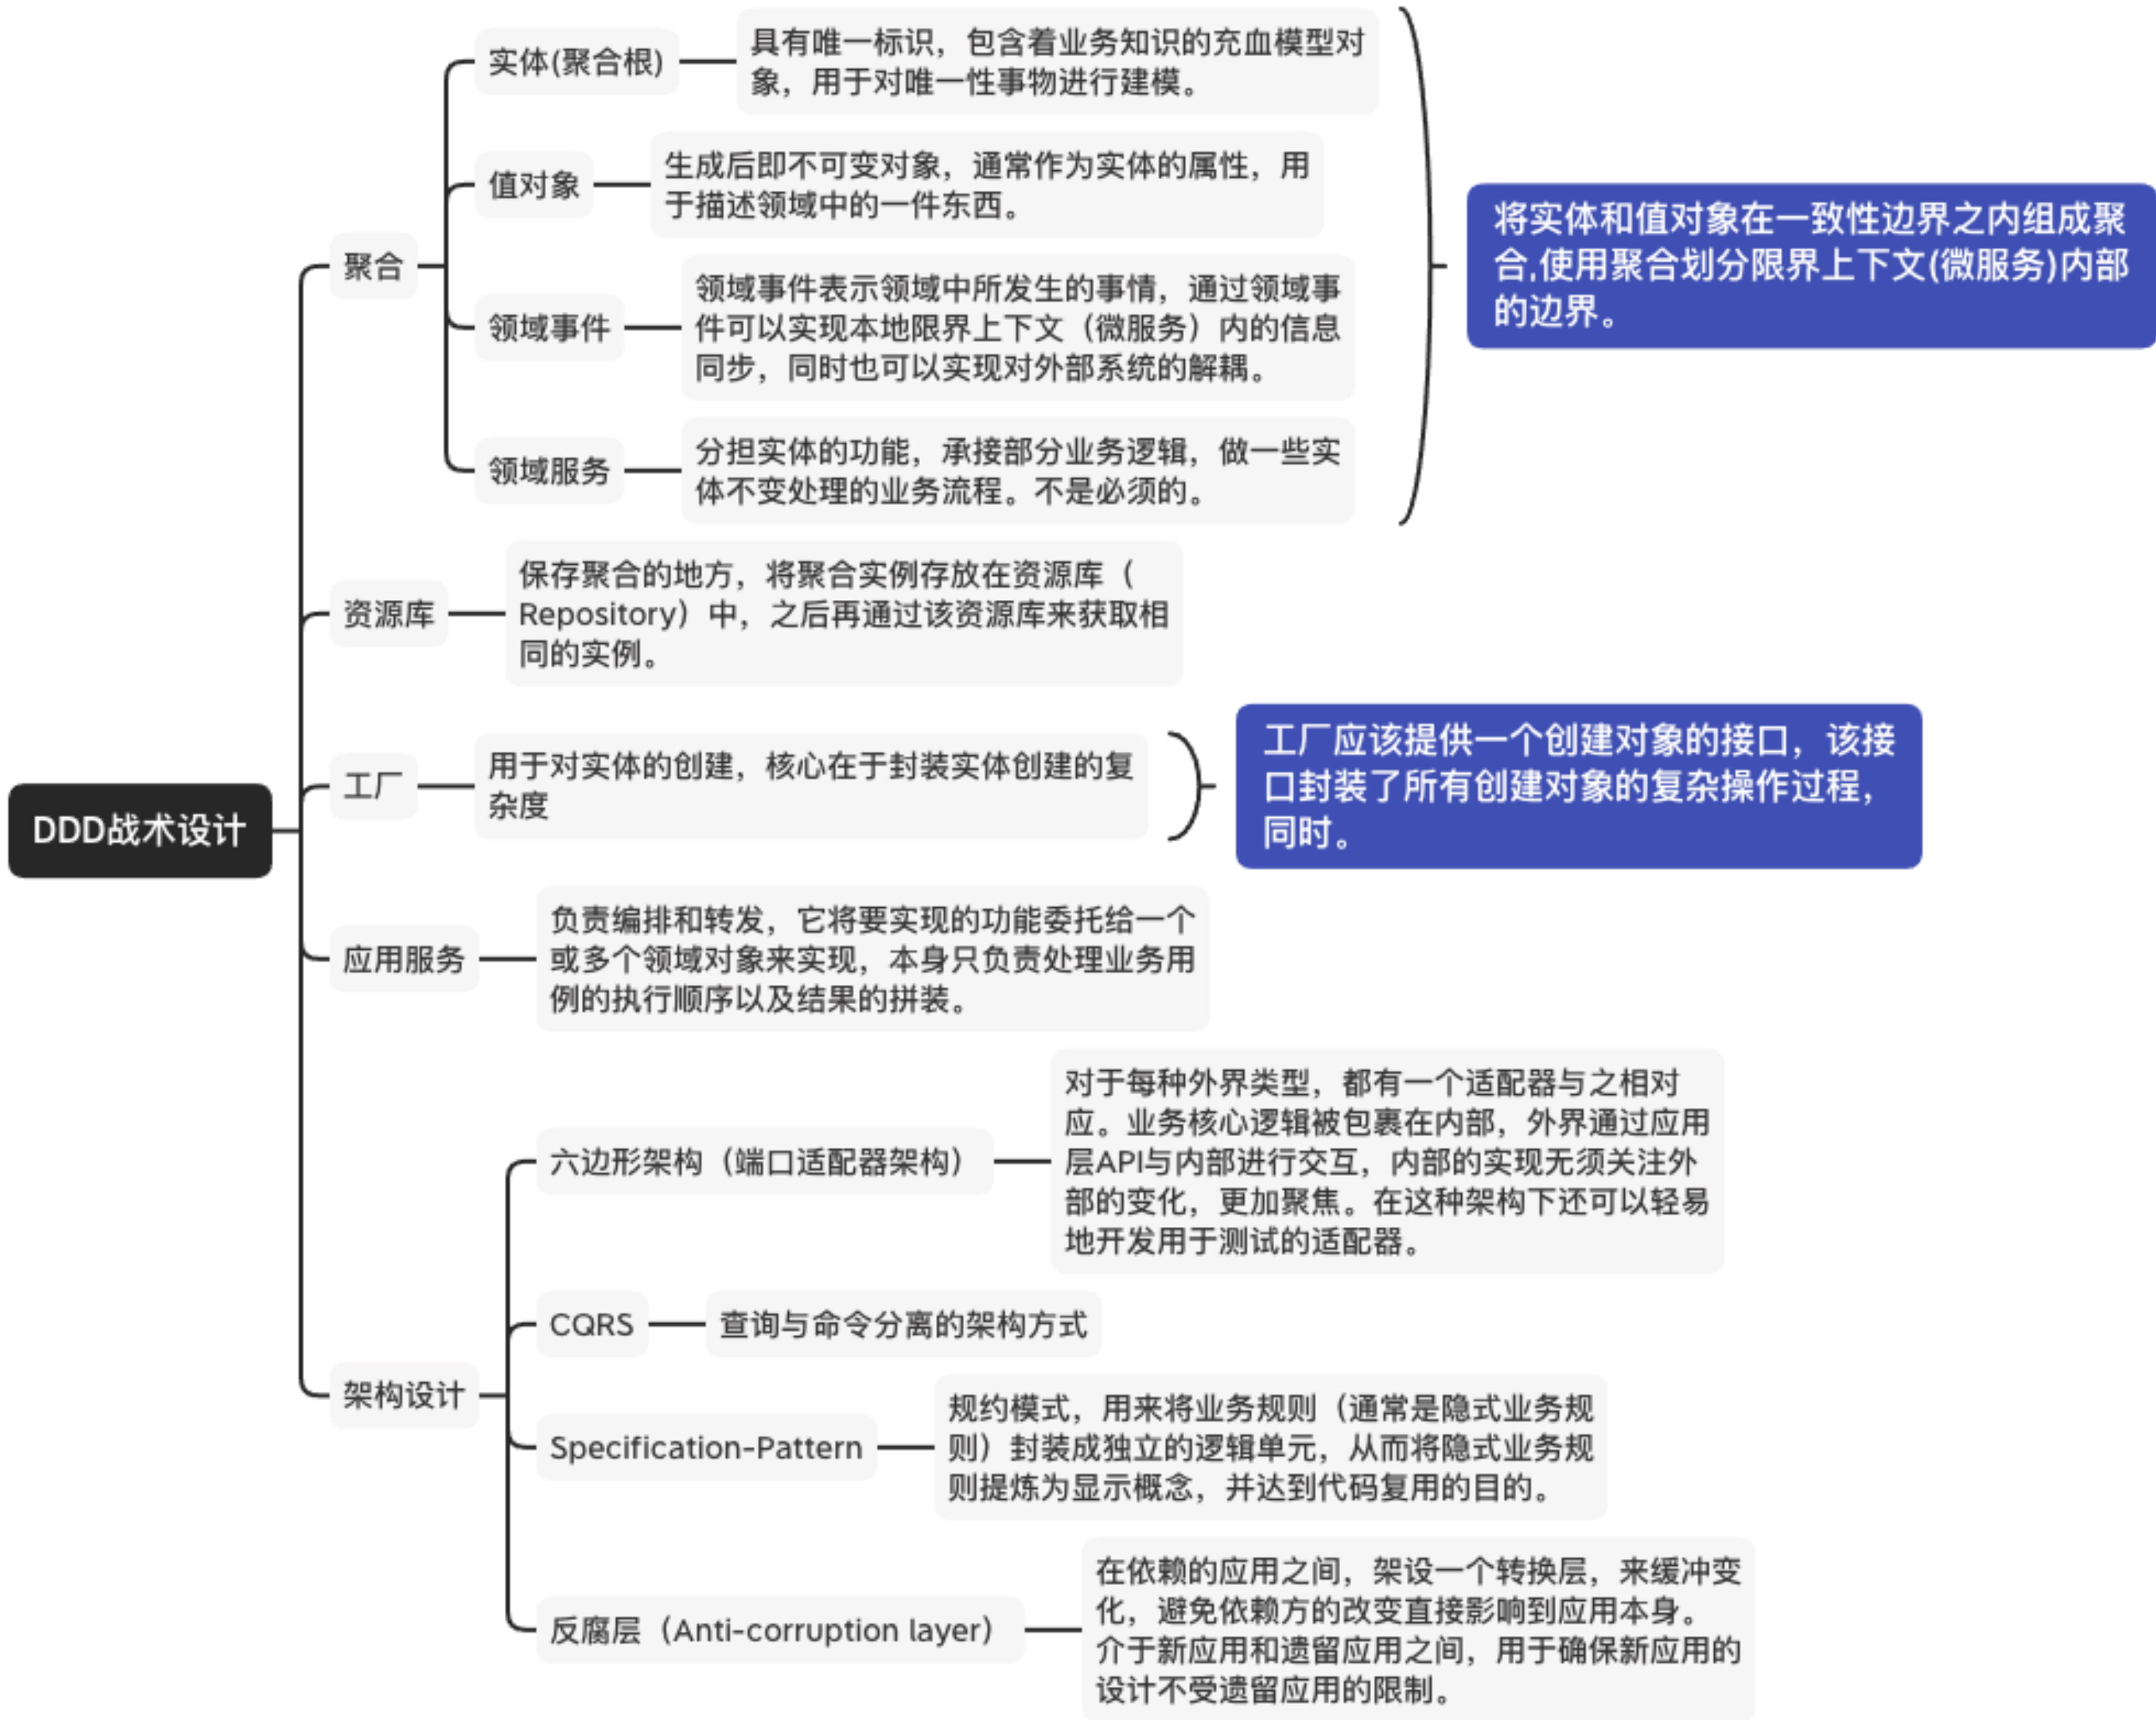 DDD战术设计
聚合
实体(聚合根)
具有唯一标识，包含着业务知识的充血模型对
象，用于对唯一性事物进行建模。
值对象
生成后即不可变对象，通常作为实体的属性，用
于描述领域中的一件东西。
领域事件
领域事件表示领域中所发生的事情，通过领域事
件可以实现本地限界上下文（微服务）内的信息
同步，同时也可以实现对外部系统的解耦。
领域服务
分担实体的功能，承接部分业务逻辑，做一些实
体不变处理的业务流程。不是必须的。
将实体和值对象在一致性边界之内组成聚
合,使用聚合划分限界上下文(微服务)内部
的边界。
资源库
保存聚合的地方，将聚合实例存放在资源库（
Repository）中，之后再通过该资源库来获取相
同的实例。
工厂
用于对实体的创建，核心在于封装实体创建的复
杂度
工厂应该提供一个创建对象的接口，该接
口封装了所有创建对象的复杂操作过程，
同时。
应用服务
负责编排和转发，它将要实现的功能委托给一个
或多个领域对象来实现，本身只负责处理业务用
例的执行顺序以及结果的拼装。
架构设计
六边形架构（端口适配器架构）
对于每种外界类型，都有一个适配器与之相对
应。业务核心逻辑被包裹在内部，外界通过应用
层API与内部进行交互，内部的实现无须关注外
部的变化，更加聚焦。在这种架构下还可以轻易
地开发用于测试的适配器。
CQRS
查询与命令分离的架构方式
Specification-Pattern
规约模式，用来将业务规则（通常是隐式业务规
则）封装成独立的逻辑单元，从而将隐式业务规
则提炼为显示概念，并达到代码复用的目的。
反腐层（Anti-corruption layer）
在依赖的应用之间，架设一个转换层，来缓冲变
化，避免依赖方的改变直接影响到应用本身。
介于新应用和遗留应用之间，用于确保新应用的
设计不受遗留应用的限制。